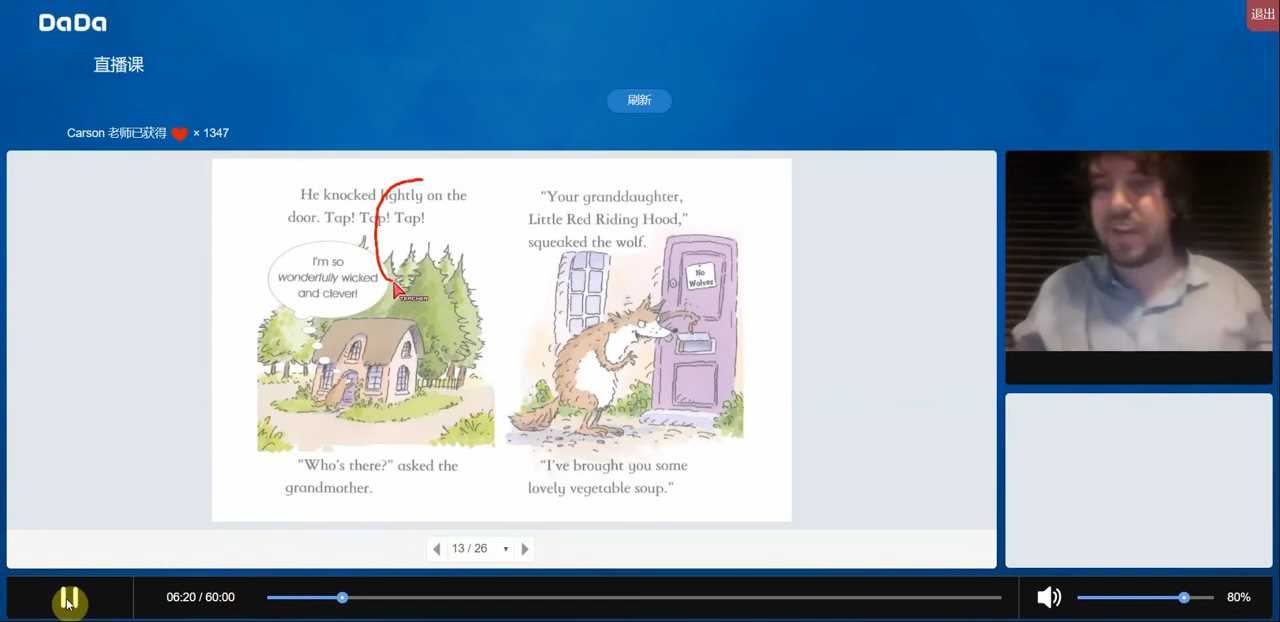 DaDa
退出
直播课
刷新
Carson 老师已获得 × 1347
He knocked lightly on the
door. Tap! Tap! Tap!
I'm so
wonderfully wicked
and clever!
TEACHER
"Who's there?" asked the
grandmother.
"Your granddaughter,
Little Red Riding Hood,"
squeaked the wolf.
No
Wolves
"I've brought you some
lovely vegetable soup."
13 / 26
06:20 / 60:00
80%